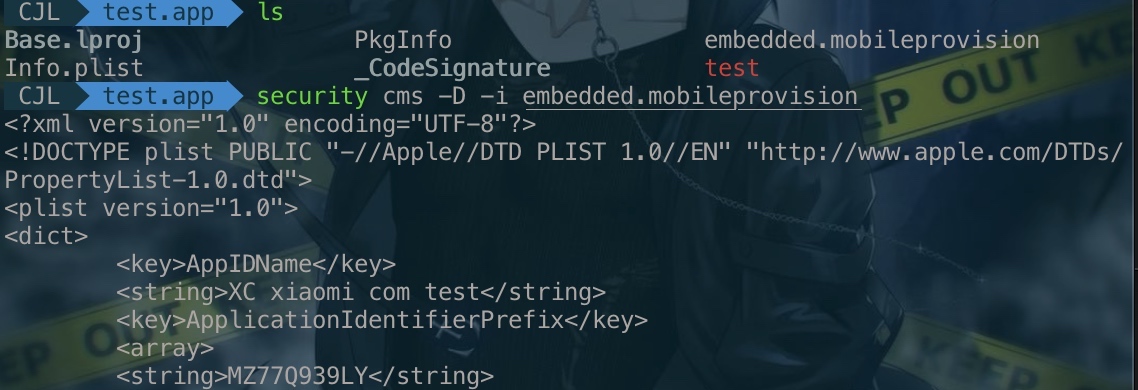 CJL test.app ls
Base.lproj PkgInfo embedded.mobileprovision
Info.plist _CodeSignature test
CJL test.app security cms -D -i embedded.mobileprovision
<?xml version="1.0" encoding="UTF-8"?>
<!DOCTYPE plist PUBLIC "-//Apple//DTD PLIST 1.0//EN" "http://www.apple.com/DTDs/
PropertyList-1.0.dtd">
<plist version="1.0">
<dict>
<key>AppIDName</key>
<string>XC xiaomi com test</string>
<key>ApplicationIdentifierPrefix</key>
<array>
<string>MZ77Q939LY</string>
EP OUT KE
EP OUT
KEEP